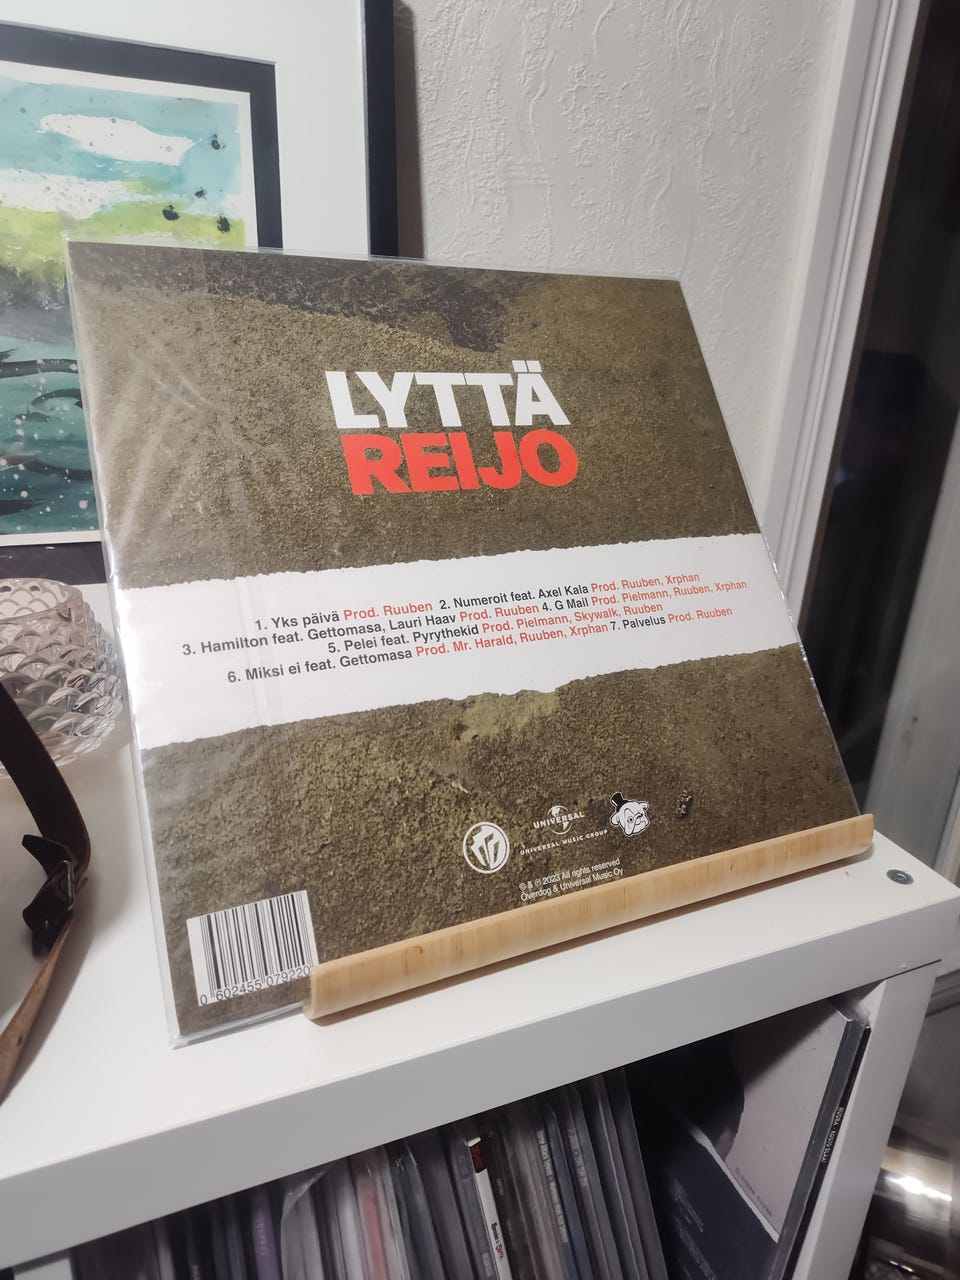 LYTTÄ
REIJO
1. Yks päivä Prod. Ruuben 2. Numeroit feat. Axel Kala Prod. Ruuben, Xrphan
3. Hamilton feat. Gettomasa, Lauri Haav Prod. Ruuben 4. G Mail Prod. Pielmann, Ruuben, Xrphan
5. Pelei feat. Pyrythekid Prod. Pielmann, Skywalk, Ruuben
6. Miksi ei feat. Gettomasa Prod. Mr. Harald, Ruuben, Xrphan 7. Palvelus Prod. Ruuben
UNIVERSAL
UNIVERSAL MUSIC GROUP
© & ℗ 2023 All rights reserved
Överdog & Universal Music Oy
0 602455 079220